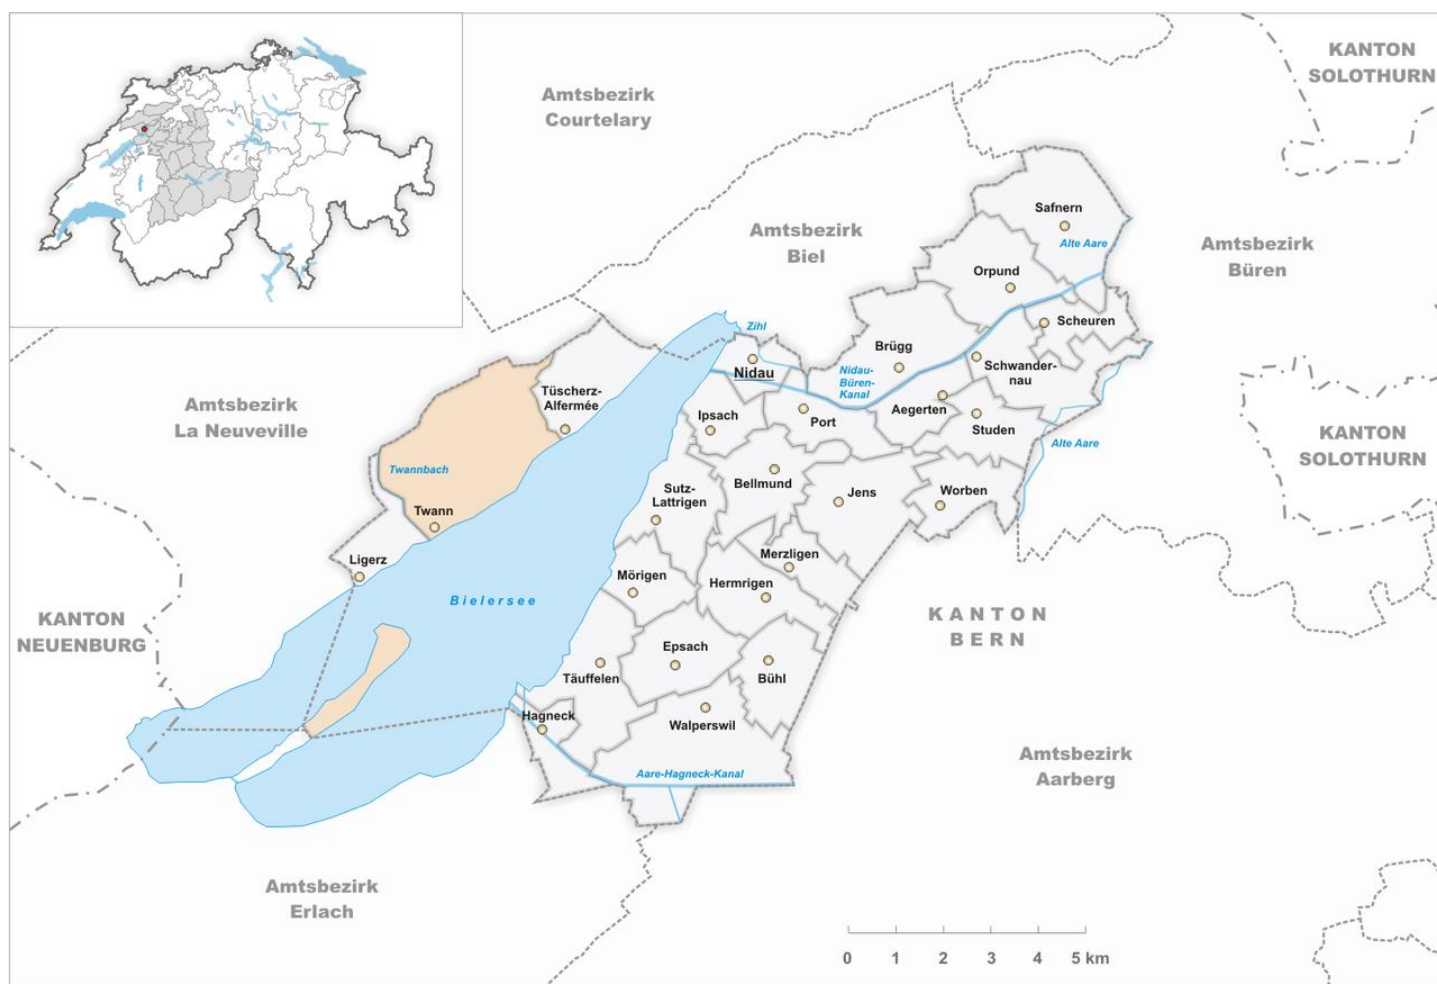 KANTON
SOLOTHURN
Amtsbezirk
Courtelary
Safnern
Amtsbezirk
Biel
Alte Aare
Amtsbezirk
Büren
Orpund
Zihl
Scheuren
Brügg
Nidau
Nidau-
Büren-
Kanal
Schwander-
nau
Tüscherz-
Alfermée
Amtsbezirk
La Neuveville
Ipsach
Port
Aegerten
Studen
Alte Aare
KANTON
SOLOTHURN
Twannbach
Bellmund
Sutz-
Lattrigen
Jens
Worben
Twann
Ligerz
Merzligen
Mörigen
Hermrigen
Bielersee
KANTON
NEUENBURG
KANTON
BERN
Epsach
Täuffelen
Bühl
Hagneck
Walperswil
Aare-Hagneck-Kanal
Amtsbezirk
Aarberg
Amtsbezirk
Erlach
0 1 2 3 4 5 km